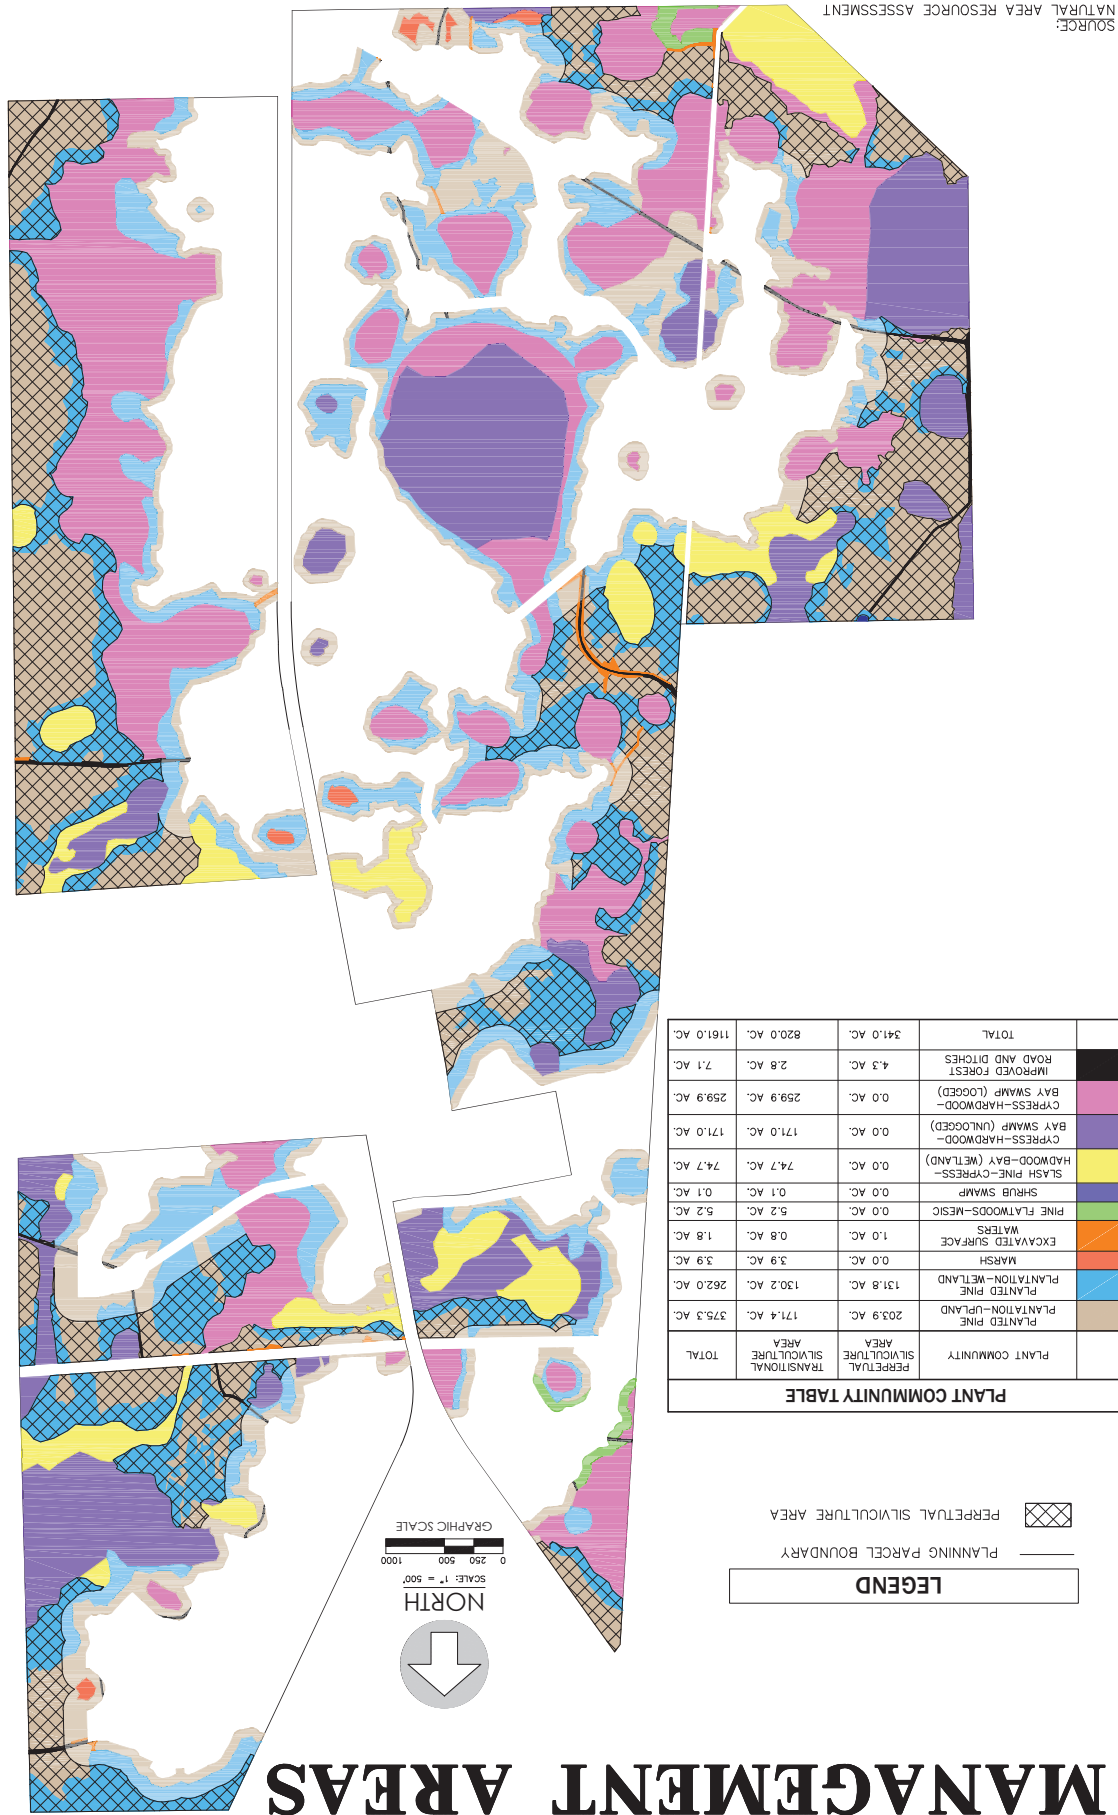 MANAGEMENT AREAS
NORTH
SCALE: 1" = 500'
0 250 500 1000
GRAPHIC SCALE
LEGEND
PLANNING PARCEL BOUNDARY
PERPETUAL SILVICULTURE AREA
PLANT COMMUNITY TABLE
PLANT COMMUNITY
PERPETUAL SILVICULTURE AREA
TRANSITIONAL SILVICULTURE AREA
TOTAL
PLANTED PINE PLANTATION-UPLAND 203.9 AC. 171.4 AC. 375.3 AC.
PLANTED PINE PLANTATION-WETLAND 131.8 AC. 130.2 AC. 262.0 AC.
MARSH 0.0 AC. 3.9 AC. 3.9 AC.
EXCAVATED SURFACE WATERS 1.0 AC. 0.8 AC. 1.8 AC.
PINE FLATWOODS-MESIC 0.0 AC. 5.2 AC. 5.2 AC.
SHRUB SWAMP 0.0 AC. 0.1 AC. 0.1 AC.
SLASH PINE-CYPRESS-HADWOOD-BAY (WETLAND) 0.0 AC. 74.7 AC. 74.7 AC.
CYPRESS-HARDWOOD-BAY SWAMP (UNLOGGED) 0.0 AC. 171.0 AC. 171.0 AC.
CYPRESS-HARDWOOD-BAY SWAMP (LOGGED) 0.0 AC. 259.9 AC. 259.9 AC.
IMPROVED FOREST ROAD AND DITCHES 4.3 AC. 2.8 AC. 7.1 AC.
TOTAL 341.0 AC. 820.0 AC. 1161.0 AC.
SOURCE:
NATURAL AREA RESOURCE ASSESSMENT